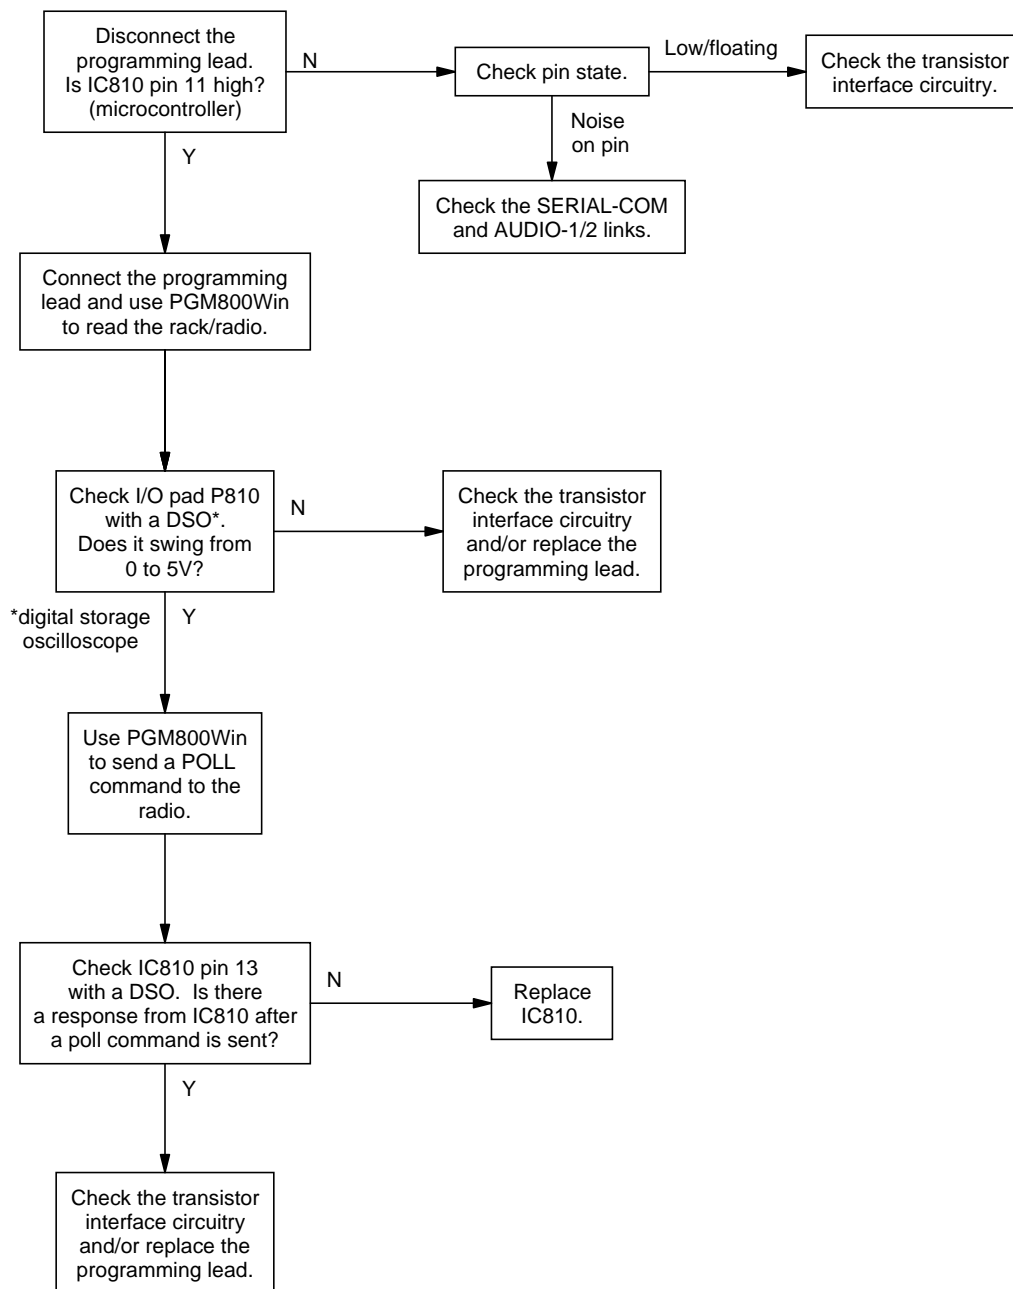 Disconnect the
programming lead.
Is IC810 pin 11 high?
(microcontroller)
N
Check pin state.
Low/floating
Check the transistor
interface circuitry.
Noise
on pin
Check the SERIAL-COM
and AUDIO-1/2 links.
Y
Connect the programming
lead and use PGM800Win
to read the rack/radio.
Check I/O pad P810
with a DSO*.
Does it swing from
0 to 5V?
N
Check the transistor
interface circuitry
and/or replace the
programming lead.
*digital storage
oscilloscope
Y
Use PGM800Win
to send a POLL
command to the
radio.
Check IC810 pin 13
with a DSO.  Is there
a response from IC810 after
a poll command is sent?
N
Replace
IC810.
Y
Check the transistor
interface circuitry
and/or replace the
programming lead.